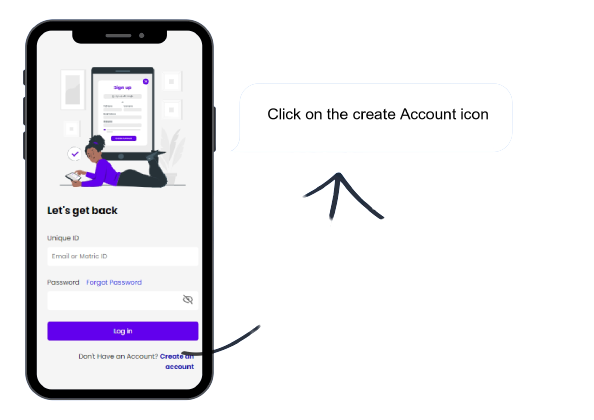 Sign up
Click on the create Account icon
Let's get back
Unique ID
Email or Matric ID
Password Forgot Password
Log in
Don't Have an Account? Create an
account